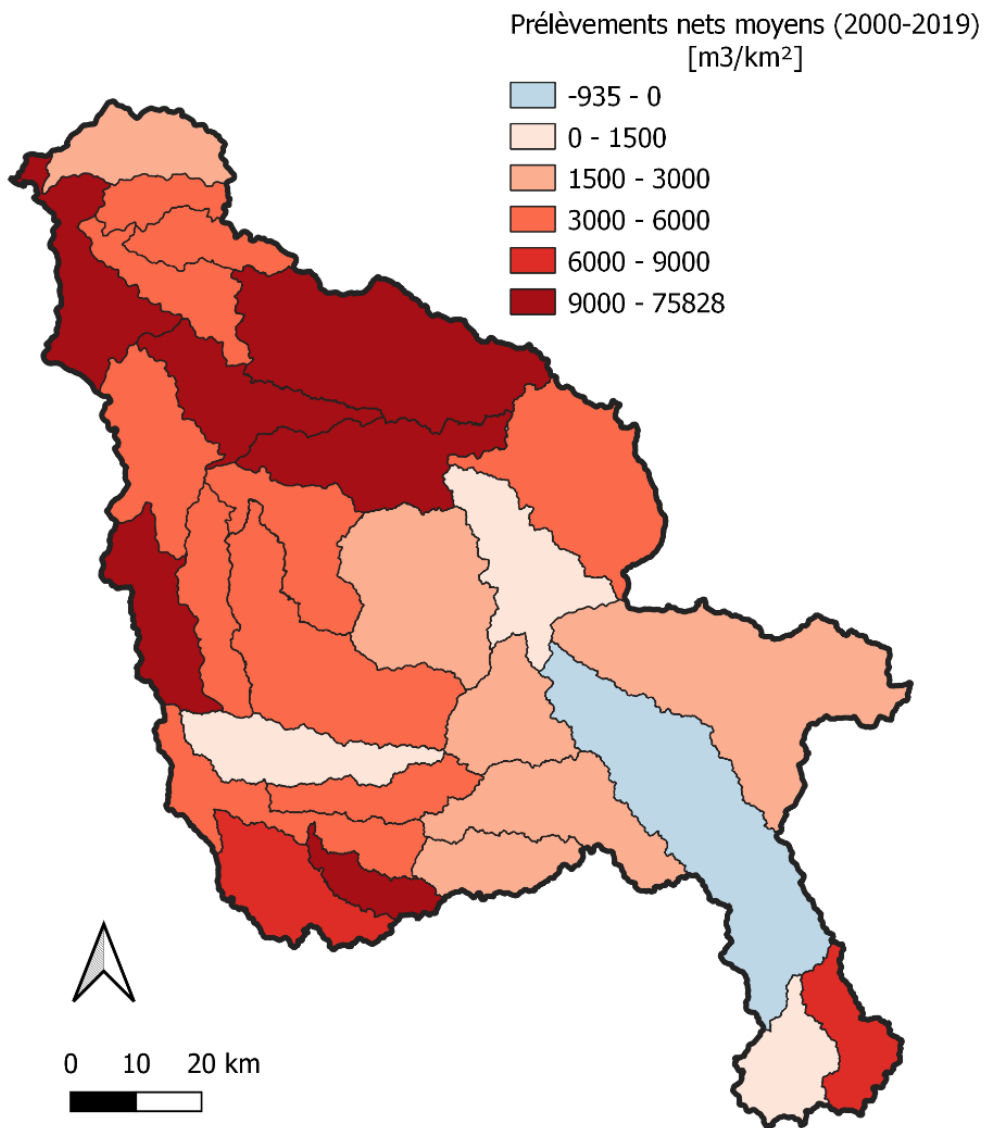 Prélèvements nets moyens (2000-2019)
[m3/km²]
-935 - 0
0 - 1500
1500 - 3000
3000 - 6000
6000 - 9000
9000 - 75828
0 10 20 km